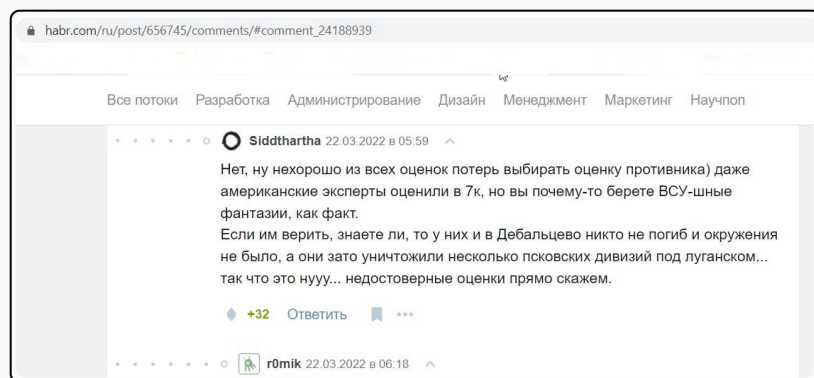 habr.com/ru/post/656745/comments/#comment_24188939
Все потоки Разработка Администрирование Дизайн Менеджмент Маркетинг Научпоп
Siddthartha 22.03.2022 в 05:59
Нет, ну нехорошо из всех оценок потерь выбирать оценку противника) даже
американские эксперты оценили в 7к, но вы почему-то берете ВСУ-шные
фантазии, как факт.
Если им верить, знаете ли, то у них и в Дебальцево никто не погиб и окружения
не было, а они зато уничтожили несколько псковских дивизий под луганском...
так что это нууу... недостоверные оценки прямо скажем.
+32 Ответить
r0mik 22.03.2022 в 06:18